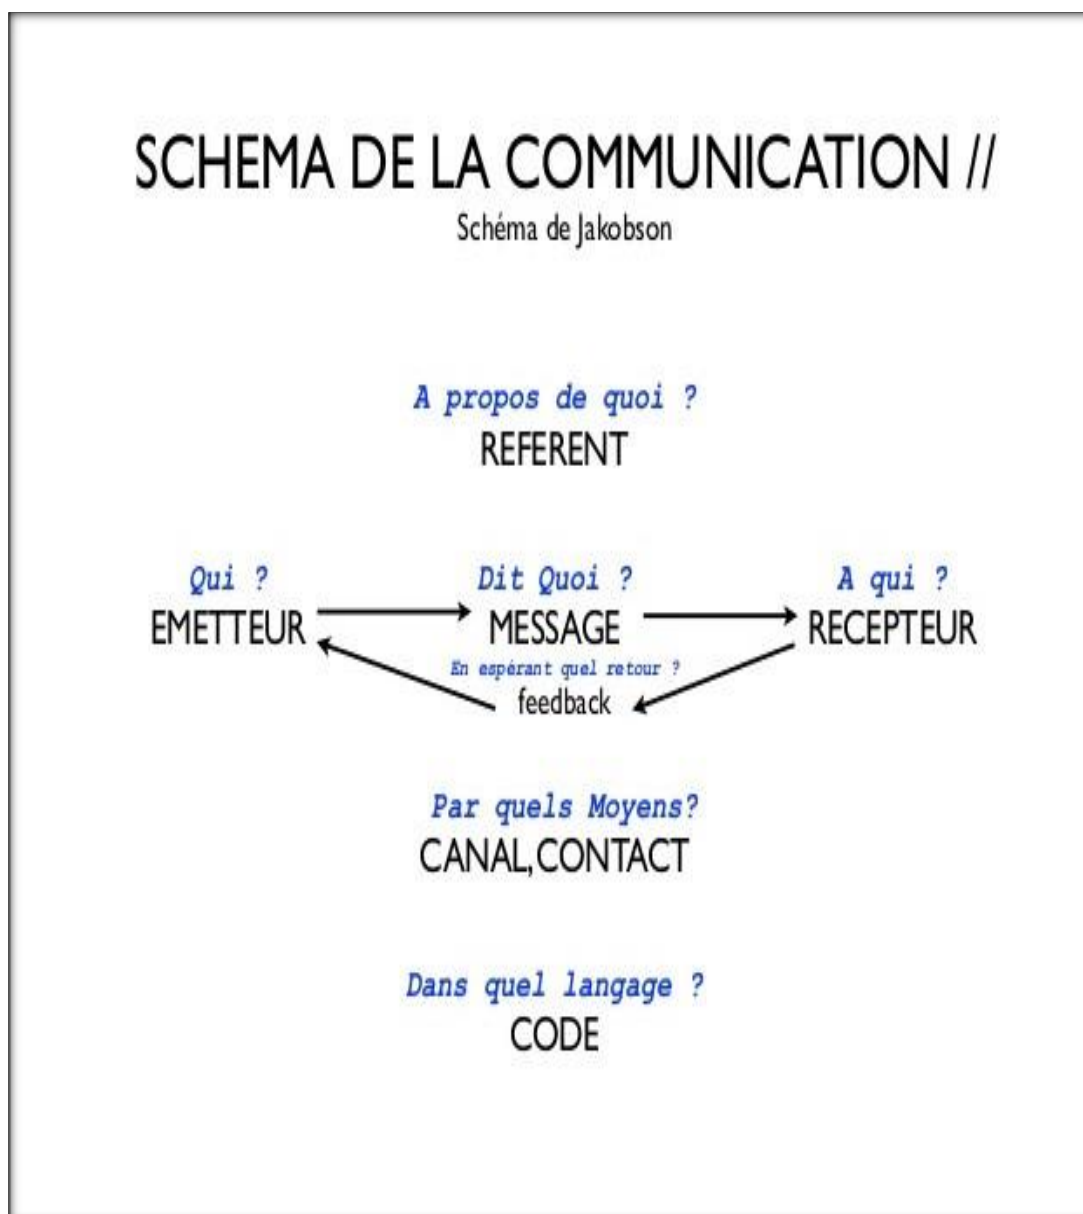 SCHEMA DE LA COMMUNICATION //
Schéma de Jakobson
A propos de quoi ?
REFERENT
Qui ?
EMETTEUR
Dit Quoi ?
MESSAGE
A qui ?
RECEPTEUR
En espérant quel retour ?
feedback
Par quels Moyens?
CANAL,CONTACT
Dans quel langage ?
CODE